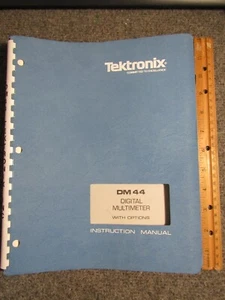 Tektronix
COMMITTED TO EXCELLENCE
DM 44
DIGITAL
MULTIMETER
WITH OPTIONS
INSTRUCTION MANUAL